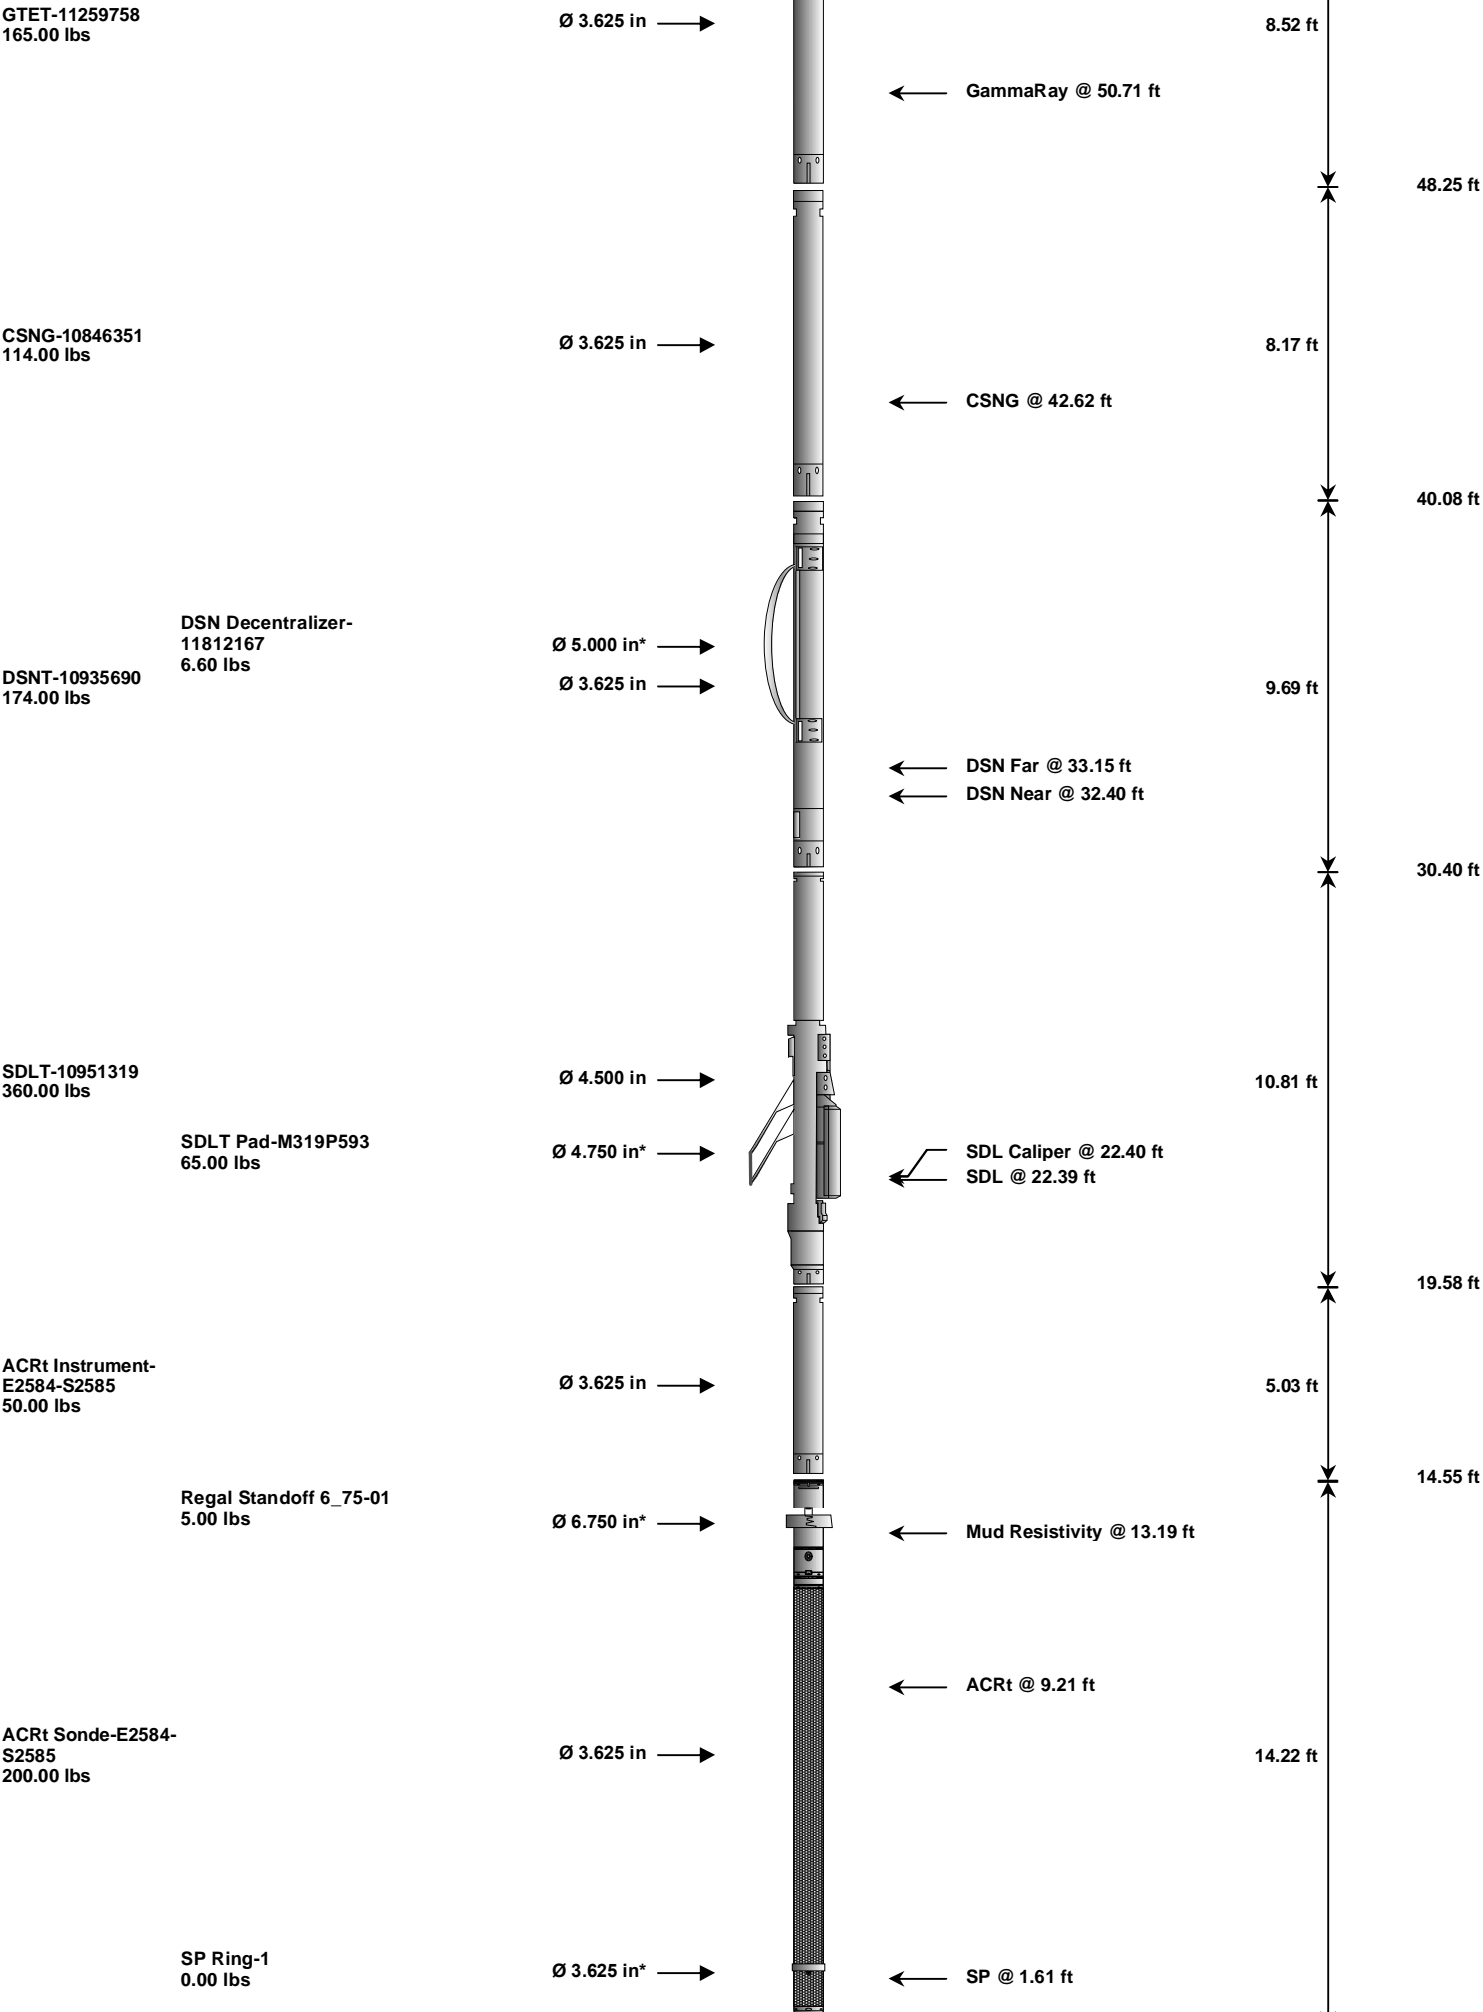 GTET-11259758
165.00 lbs
Ø 3.625 in
8.52 ft
GammaRay @ 50.71 ft
48.25 ft
CSNG-10846351
114.00 lbs
Ø 3.625 in
8.17 ft
CSNG @ 42.62 ft
40.08 ft
DSN Decentralizer-
11812167
6.60 lbs
Ø 5.000 in*
DSNT-10935690
174.00 lbs
Ø 3.625 in
9.69 ft
DSN Far @ 33.15 ft
DSN Near @ 32.40 ft
30.40 ft
SDLT-10951319
360.00 lbs
Ø 4.500 in
10.81 ft
SDLT Pad-M319P593
65.00 lbs
Ø 4.750 in*
SDL Caliper @ 22.40 ft
SDL @ 22.39 ft
19.58 ft
ACRt Instrument-
E2584-S2585
50.00 lbs
Ø 3.625 in
5.03 ft
14.55 ft
Regal Standoff 6_75-01
5.00 lbs
Ø 6.750 in*
Mud Resistivity @ 13.19 ft
ACRt @ 9.21 ft
ACRt Sonde-E2584-
S2585
200.00 lbs
Ø 3.625 in
14.22 ft
SP Ring-1
0.00 lbs
Ø 3.625 in*
SP @ 1.61 ft